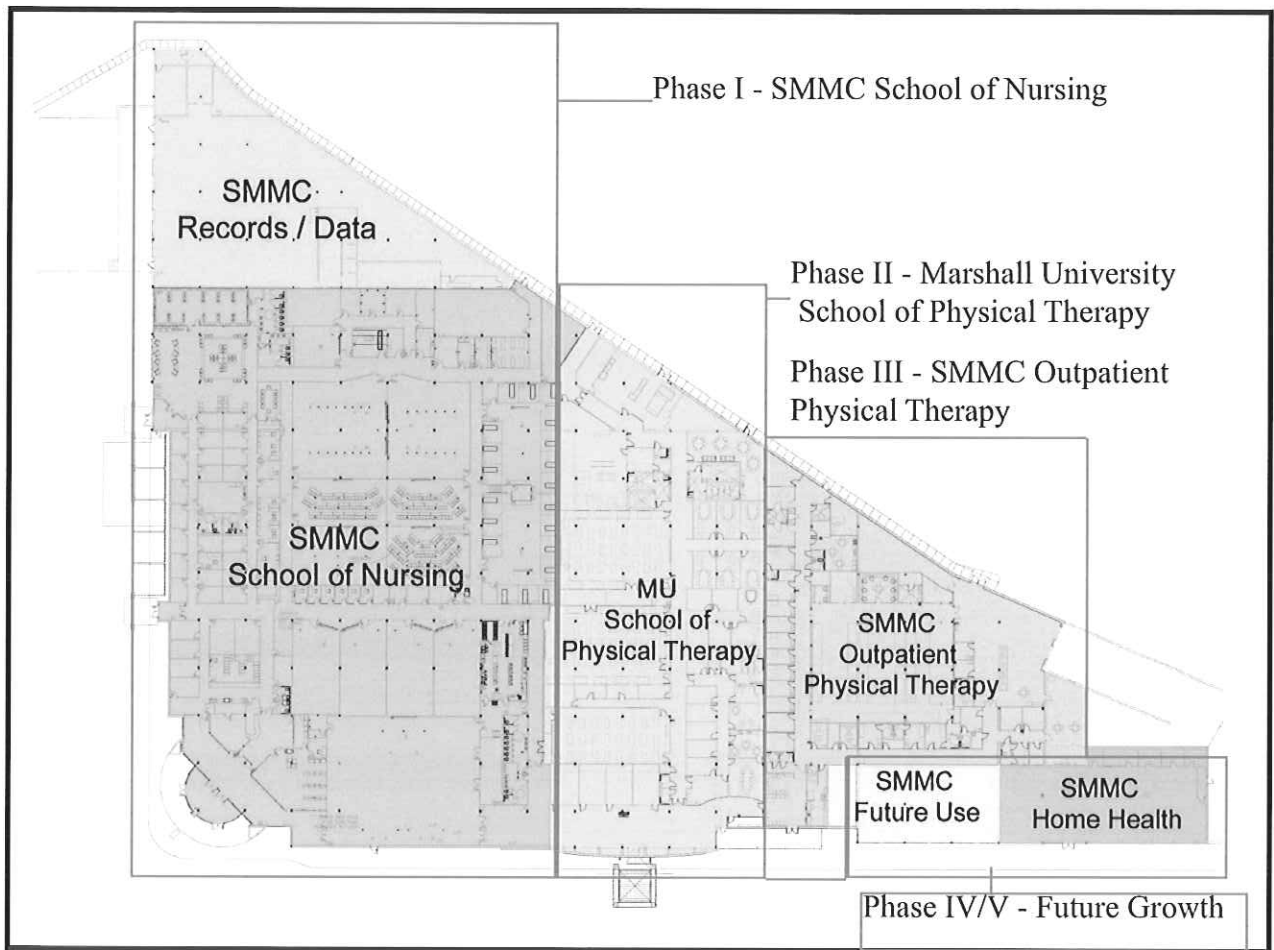 Phase I - SMMC School of Nursing
SMMC
Records / Data
Phase II - Marshall University
School of Physical Therapy
Phase III - SMMC Outpatient
Physical Therapy
SMMC
School of Nursing
MU
School of
Physical Therapy
SMMC
Outpatient
Physical Therapy
SMMC
Future Use
SMMC
Home Health
Phase IV/V - Future Growth